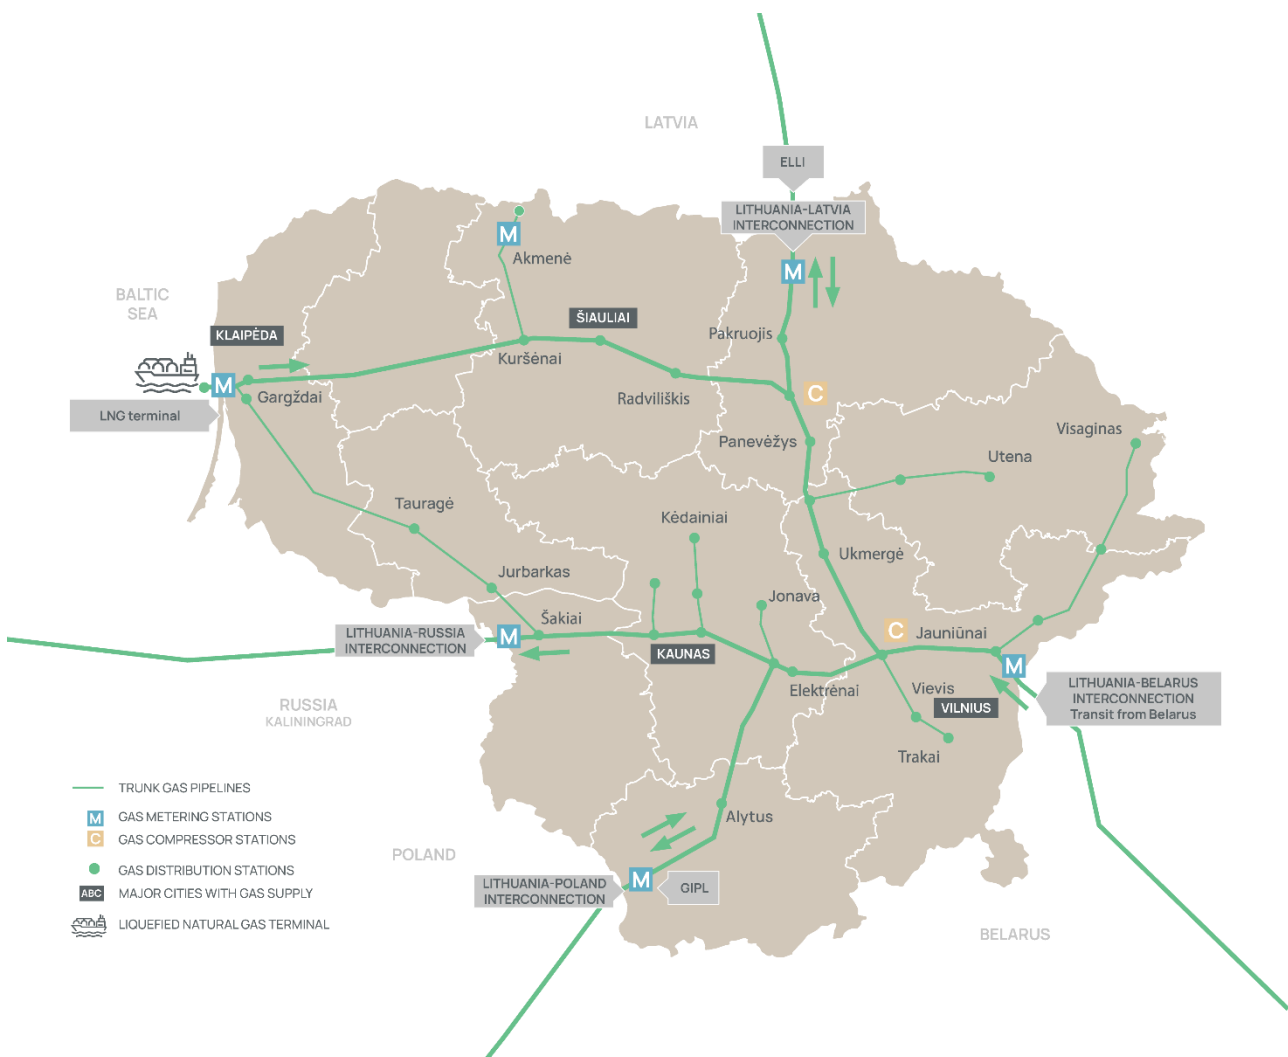 LATVIA
ELLI
LITHUANIA-LATVIA
INTERCONNECTION
M
Akmenė
M
BALTIC
SEA
KLAIPĖDA
ŠIAULIAI
Pakruojis
Kuršėnai
M
Gargždai
Radviliškis
C
LNG terminal
Panevėžys
Visaginas
Utena
Tauragė
Kėdainiai
Ukmergė
Jurbarkas
Jonava
Šakiai
LITHUANIA-RUSSIA
INTERCONNECTION
M
KAUNAS
C
Jauniūnai
M
Elektrėnai
Vievis
VILNIUS
LITHUANIA-BELARUS
INTERCONNECTION
Transit from Belarus
RUSSIA
KALININGRAD
Trakai
TRUNK GAS PIPELINES
M
GAS METERING STATIONS
C
GAS COMPRESSOR STATIONS
GAS DISTRIBUTION STATIONS
ABC
MAJOR CITIES WITH GAS SUPPLY
LIQUEFIED NATURAL GAS TERMINAL
Alytus
POLAND
LITHUANIA-POLAND
INTERCONNECTION
M
GIPL
BELARUS